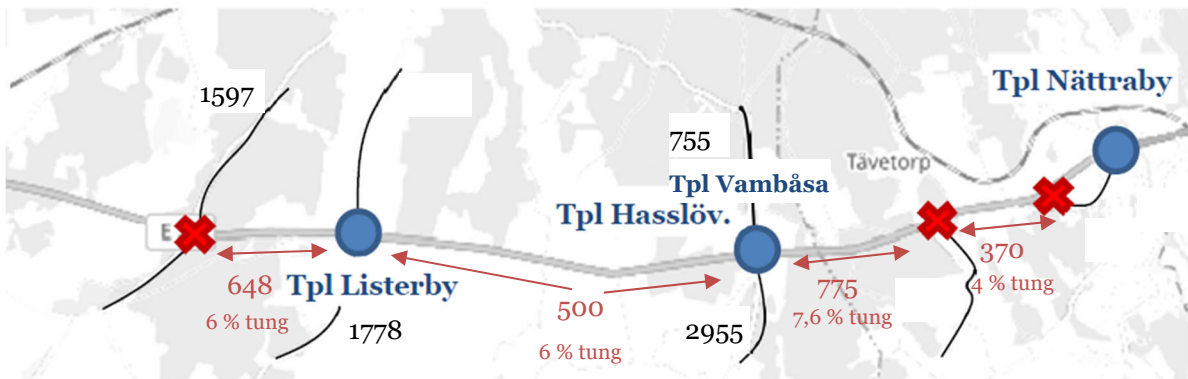 Tpl Nättraby
1597
755
Tävetorp
Tpl Vambåsa
Tpl Hasslöv.
E
648
6 % tung
Tpl Listerby
1778
500
6 % tung
2955
775
7,6 % tung
370
4 % tung